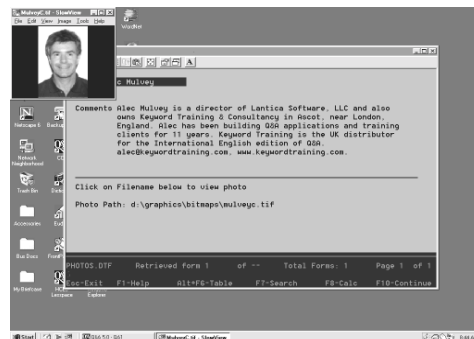 MulveyC.tif - SlowView
File Edit View Image Tools Help
WordNet
c Mulvey
Comments Alec Mulvey is a director of Lantica Software, LLC and also
owns Keyword Training & Consultancy in Ascot, near London,
England. Alec has been building Q&A applications and training
clients for 11 years. Keyword Training is the UK distributor
for the International English edition of Q&A.
alec@keywordtraining.com, www.keywordtraining.com.
Click on Filename below to view photo
Photo Path: d:\graphics\bitmaps\mulveyc.tif
PHOTOS.DTF Retrieved form 1 of -- Total Forms: 1 Page 1 of 1
Esc-Exit F1-Help Alt+F6-Table F7-Search F8-Calc F10-Continue
Netscape 6
Network Neighborhood
Trash Bin
Accessories
Bus Docs
My Briefcase
Explorer
Start
MulveyC.tif - SlowView